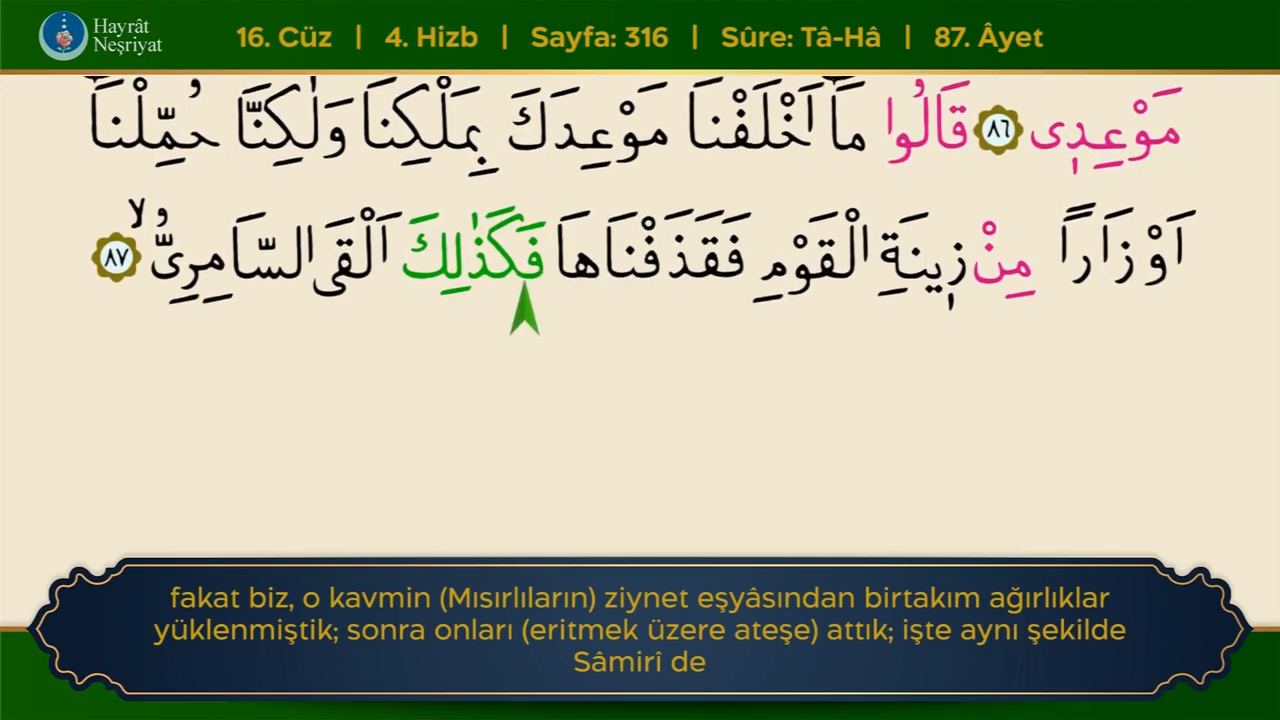 Hayrât
Neşriyat
16. Cüz | 4. Hizb | Sayfa: 316 | Sûre: Tâ-Hâ | 87. Âyet
مَوْعِدٖى ﴿٨٦﴾ قَالُوا مَٓا اَخْلَفْنَا مَوْعِدَكَ بِمَلْكِنَا وَلٰكِنَّا حُمِّلْنَٓا
اَوْزَارًا مِنْ زٖينَةِ الْقَوْمِ فَقَذَفْنَاهَا فَكَذٰلِكَ اَلْقَى السَّامِرِىُّۙ ﴿٨٧﴾
fakat biz, o kavmin (Mısırlıların) ziynet eşyâsından birtakım ağırlıklar
yüklenmiştik; sonra onları (eritmek üzere ateşe) attık; işte aynı şekilde
Sâmirî de